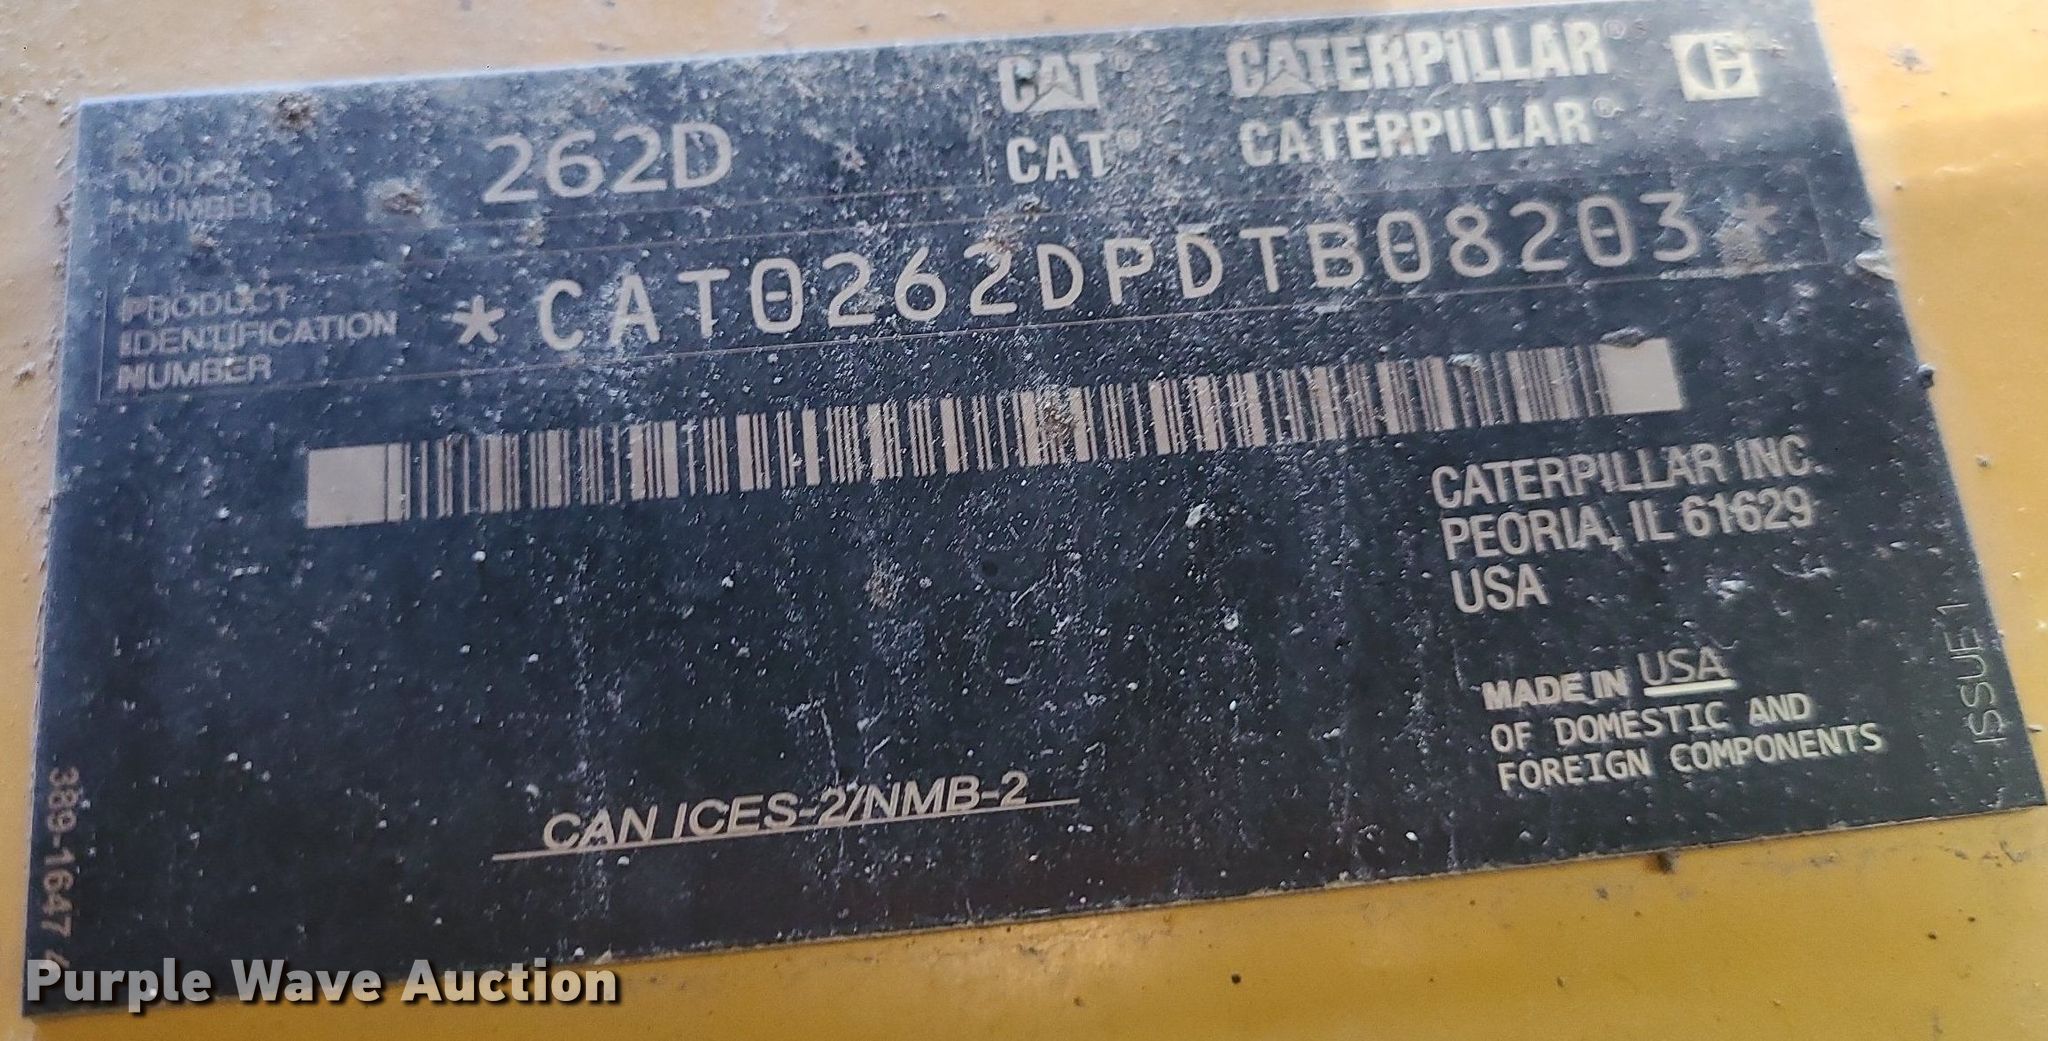 CAT® CATERPILLAR®
CAT® CATERPILLAR®
MODEL
NUMBER
262D
PRODUCT
IDENTIFICATION
NUMBER
*CAT0262DPDTB08203*
CATERPILLAR INC.
PEORIA, IL 61629
USA
MADE IN USA
OF DOMESTIC AND
FOREIGN COMPONENTS
ISSUE 1
CAN ICES-2/NMB-2
389-1647
Purple Wave Auction